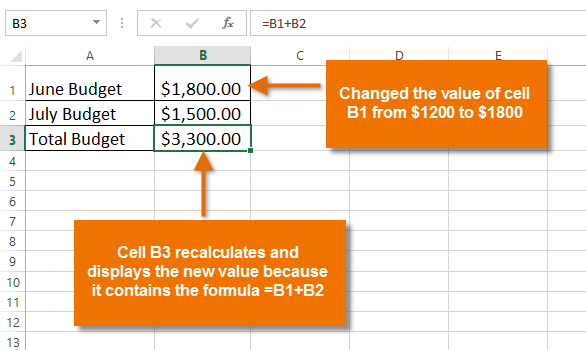 B3 fx =B1+B2
A B C D E
1 June Budget $1,800.00
2 July Budget $1,500.00
3 Total Budget $3,300.00
Changed the value of cell
B1 from $1200 to $1800
4
5
6
7
8
9
10
11
12
13
Cell B3 recalculates and
displays the new value because
it contains the formula =B1+B2